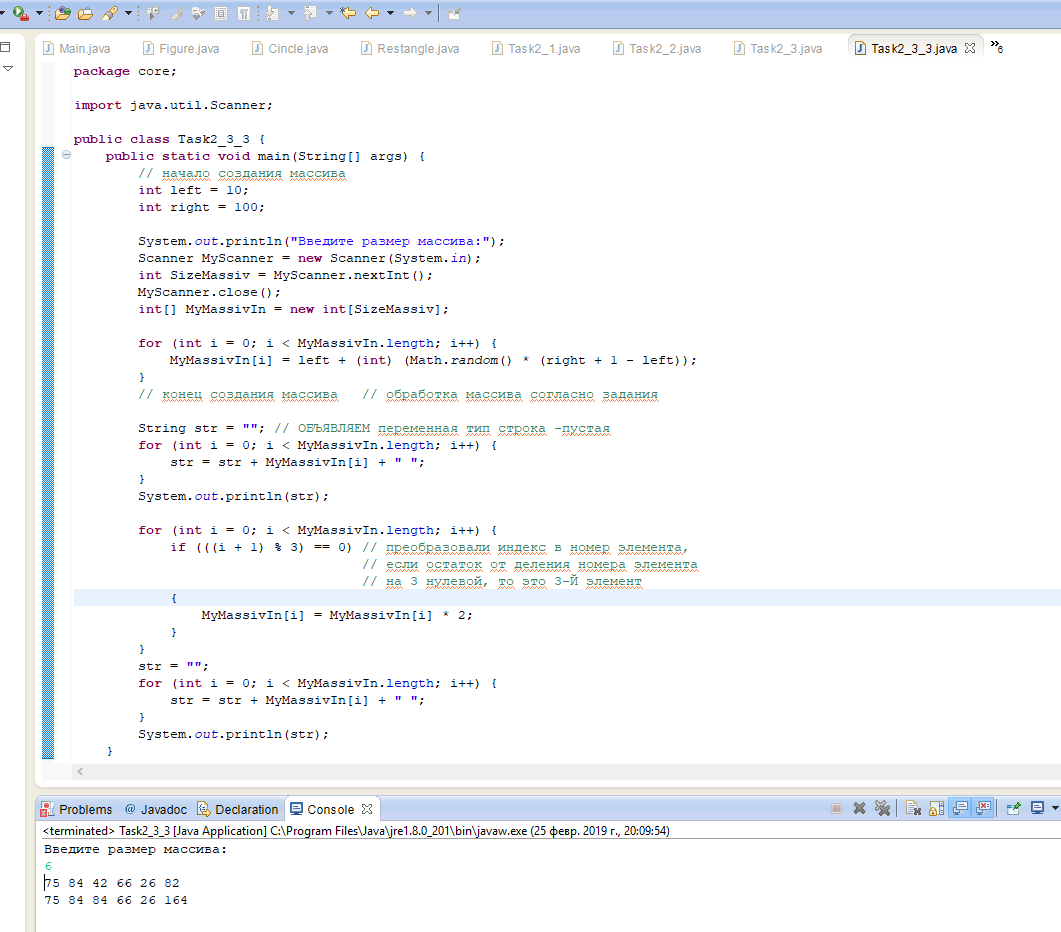 Main.java Figure.java Cincle.java Restangle.java Task2_1.java Task2_2.java Task2_3.java Task2_3_3.java »6
package core;
import java.util.Scanner;
public class Task2_3_3 {
public static void main(String[] args) {
// начало создания массива
int left = 10;
int right = 100;
System.out.println("Введите размер массива:");
Scanner MyScanner = new Scanner(System.in);
int SizeMassiv = MyScanner.nextInt();
MyScanner.close();
int[] MyMassivIn = new int[SizeMassiv];
for (int i = 0; i < MyMassivIn.length; i++) {
MyMassivIn[i] = left + (int) (Math.random() * (right + 1 - left));
}
// конец создания массива // обработка массива согласно задания
String str = ""; // ОБЪЯВЛЯЕМ переменная тип строка -пустая
for (int i = 0; i < MyMassivIn.length; i++) {
str = str + MyMassivIn[i] + " ";
}
System.out.println(str);
for (int i = 0; i < MyMassivIn.length; i++) {
if (((i + 1) % 3) == 0) // преобразовали индекс в номер элемента,
// если остаток от деления номера элемента
// на 3 нулевой, то это 3-Й элемент
{
MyMassivIn[i] = MyMassivIn[i] * 2;
}
}
str = "";
for (int i = 0; i < MyMassivIn.length; i++) {
str = str + MyMassivIn[i] + " ";
}
System.out.println(str);
}
Problems @ Javadoc Declaration Console
<terminated> Task2_3_3 [Java Application] C:\Program Files\Java\jre1.8.0_201\bin\javaw.exe (25 февр. 2019 г., 20:09:54)
Введите размер массива:
6
75 84 42 66 26 82
75 84 84 66 26 164